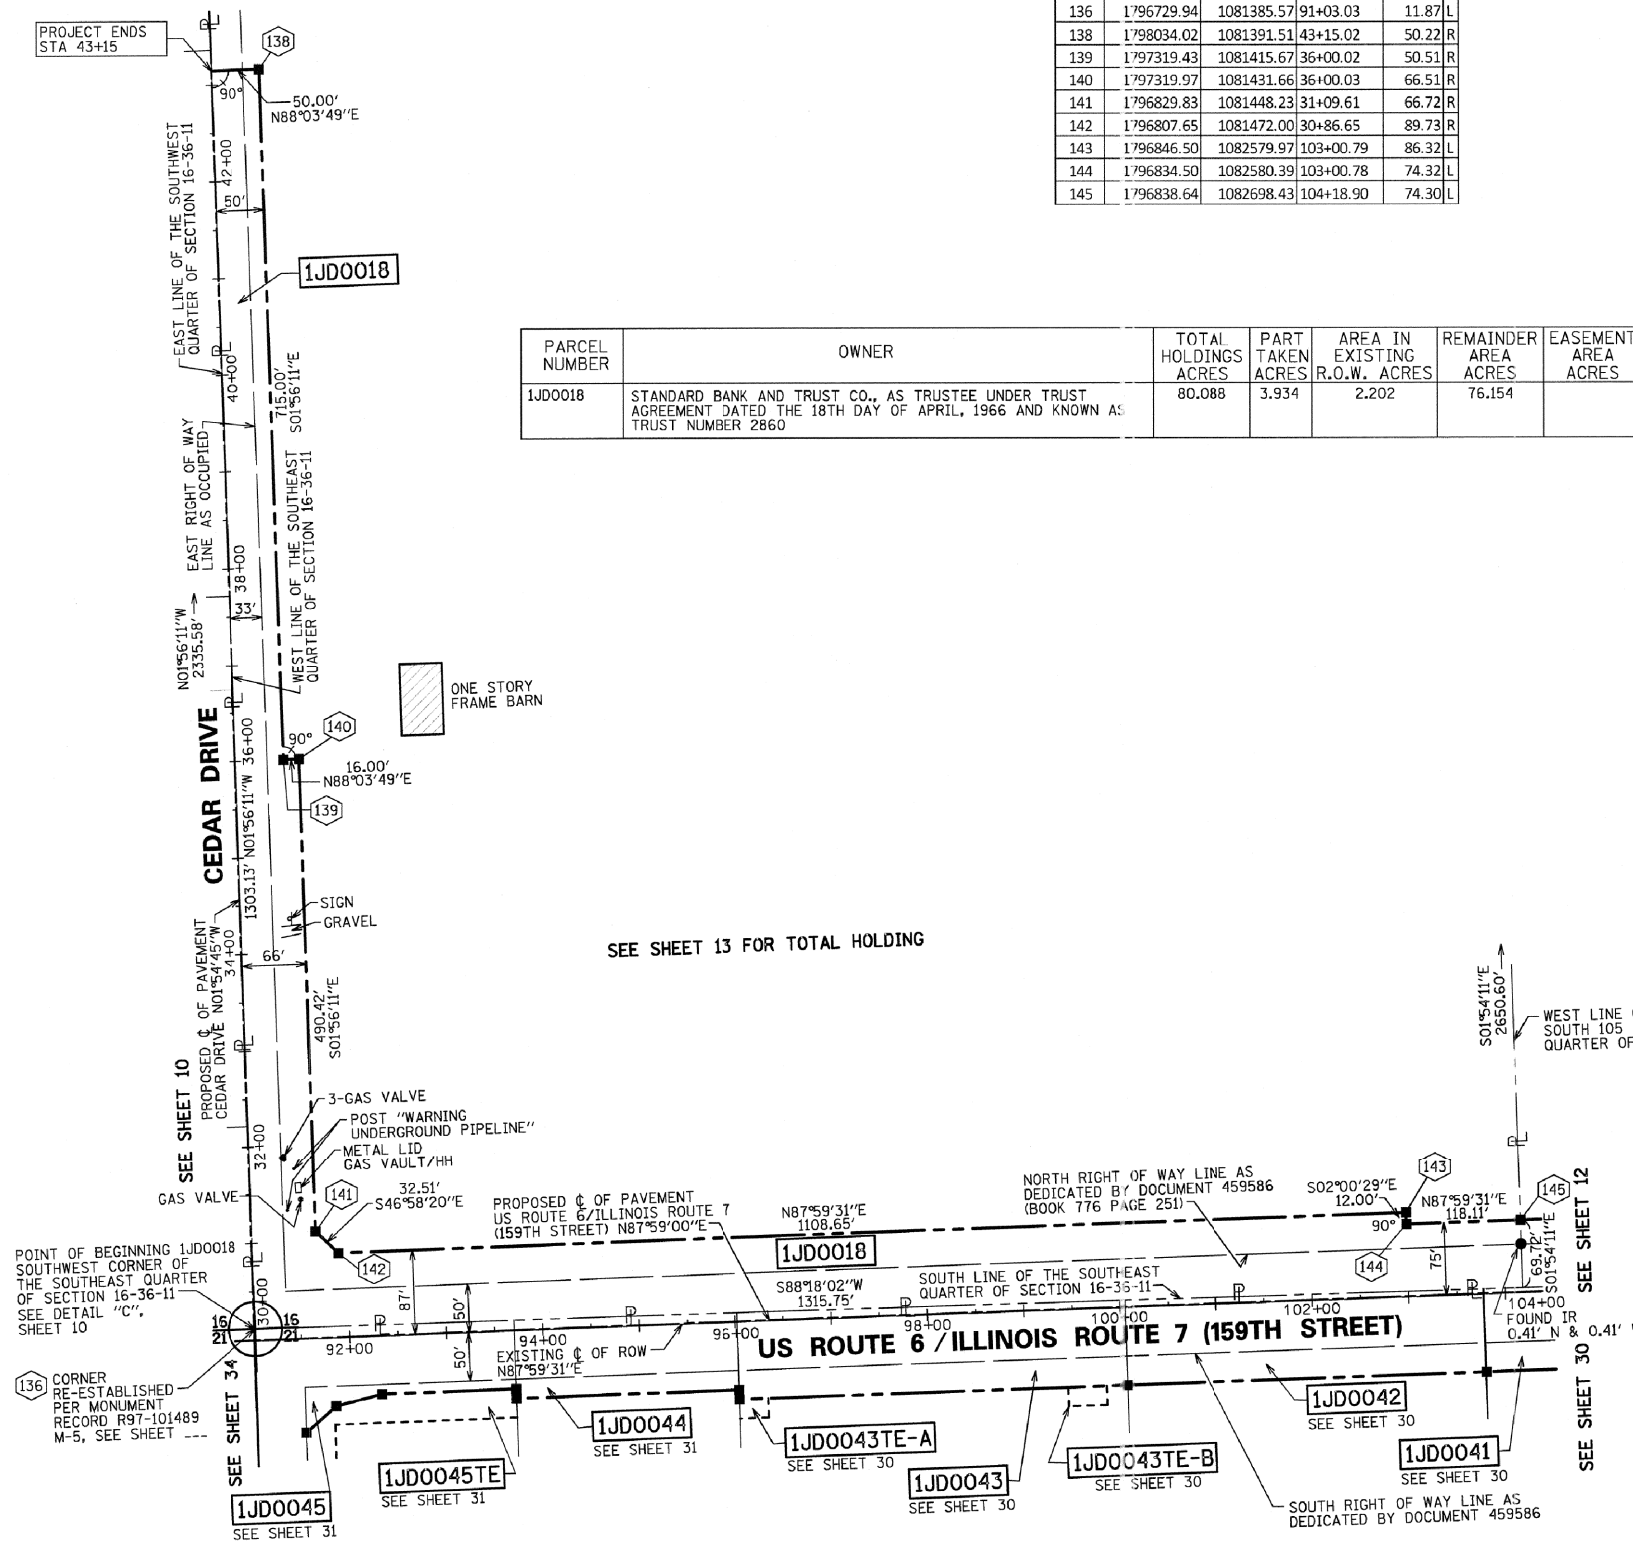 PROJECT ENDS
STA 43+15
138
90°
50.00'
N88°03'49"E
136 1796729.94 1081385.57 91+03.03 11.87 L
138 1798034.02 1081391.51 43+15.02 50.22 R
139 1797319.43 1081415.67 36+00.02 50.51 R
140 1797319.97 1081431.66 36+00.03 66.51 R
141 1796829.83 1081448.23 31+09.61 66.72 R
142 1796807.65 1081472.00 30+86.65 89.73 R
143 1796846.50 1082579.97 103+00.79 86.32 L
144 1796834.50 1082580.39 103+00.78 74.32 L
145 1796838.64 1082698.43 104+18.90 74.30 L
EAST LINE OF THE SOUTHWEST
QUARTER OF SECTION 16-36-11
42+00
50'
1JD0018
PARCEL
NUMBER
OWNER
TOTAL
HOLDINGS
ACRES
PART
TAKEN
ACRES
AREA IN
EXISTING
R.O.W. ACRES
REMAINDER
AREA
ACRES
EASEMENT
AREA
ACRES
1JD0018
STANDARD BANK AND TRUST CO., AS TRUSTEE UNDER TRUST
AGREEMENT DATED THE 18TH DAY OF APRIL, 1966 AND KNOWN AS
TRUST NUMBER 2860
80.088 3.934 2.202 76.154
40+00
715.00'
S01°56'11"E
EAST RIGHT OF WAY
LINE AS OCCUPIED
WEST LINE OF THE SOUTHEAST
QUARTER OF SECTION 16-36-11
38+00
33'
N01°56'11"W
2335.58'
ONE STORY
FRAME BARN
CEDAR DRIVE
36+00
90°
140
16.00'
N88°03'49"E
139
1303.13' N01°56'11"W
SIGN
GRAVEL
SEE SHEET 13 FOR TOTAL HOLDING
34+00
66'
PROPOSED ℄ OF PAVEMENT
CEDAR DRIVE N01°54'45"W
490.42'
S01°56'11"E
S01°54'11"E
2650.60'
WEST LINE
SOUTH 105
QUARTER OF
SEE SHEET 10
32+00
3-GAS VALVE
POST "WARNING
UNDERGROUND PIPELINE"
METAL LID
GAS VAULT/HH
GAS VALVE
141
32.51'
S46°58'20"E
142
PROPOSED ℄ OF PAVEMENT
US ROUTE 6/ILLINOIS ROUTE 7
(159TH STREET) N87°59'00"E
N87°59'31"E
1108.65'
1JD0018
NORTH RIGHT OF WAY LINE AS
DEDICATED BY DOCUMENT 459586
(BOOK 776 PAGE 251)
S02°00'29"E
12.00'
143
N87°59'31"E
118.11'
145
90°
144
75'
69.72'
S01°54'11"E
SEE SHEET 12
POINT OF BEGINNING 1JD0018
SOUTHWEST CORNER OF
THE SOUTHEAST QUARTER
OF SECTION 16-36-11
SEE DETAIL "C",
SHEET 10
30+00
16 16
21 21
87'
50'
50'
S88°18'02"W
1315.75'
SOUTH LINE OF THE SOUTHEAST
QUARTER OF SECTION 16-36-11
92+00
94+00
96+00
98+00
100+00
102+00
104+00
FOUND IR
0.41' N & 0.41'
EXISTING ℄ OF ROW
N87°59'31"E
US ROUTE 6 / ILLINOIS ROUTE 7 (159TH STREET)
136
CORNER
RE-ESTABLISHED
PER MONUMENT
RECORD R97-101489
M-5, SEE SHEET ___
SEE SHEET 34
SEE SHEET 30
1JD0045
SEE SHEET 31
1JD0045TE
SEE SHEET 31
1JD0044
SEE SHEET 31
1JD0043TE-A
SEE SHEET 30
1JD0043
SEE SHEET 30
1JD0043TE-B
SEE SHEET 30
1JD0042
SEE SHEET 30
1JD0041
SEE SHEET 30
SOUTH RIGHT OF WAY LINE AS
DEDICATED BY DOCUMENT 459586